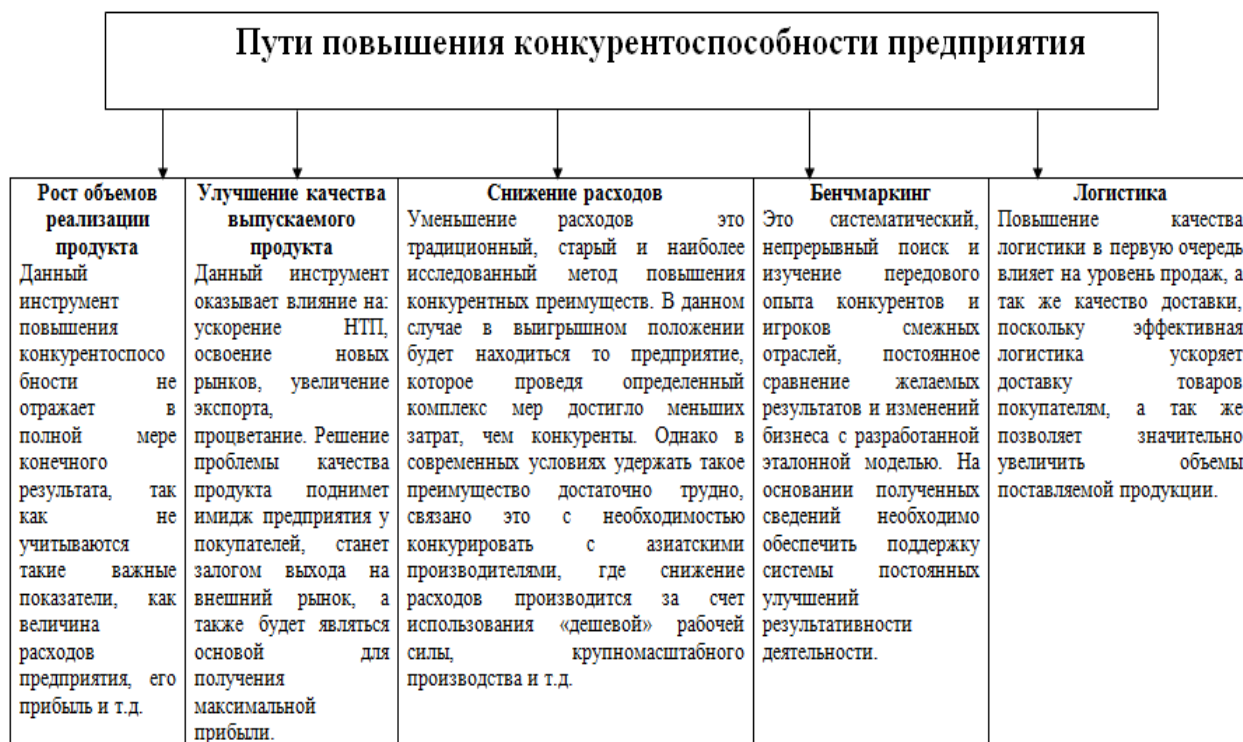 Пути повышения конкурентоспособности предприятия
Рост объемов
реализации
продукта
Данный
инструмент
повышения
конкурентоспосо
бности не
отражает в
полной мере
конечного
результата, так
как не
учитываются
такие важные
показатели, как
величина
расходов
предприятия, его
прибыль и т.д.
Улучшение качества
выпускаемого
продукта
Данный инструмент
оказывает влияние на:
ускорение НТП,
освоение новых
рынков, увеличение
экспорта,
процветание. Решение
проблемы качества
продукта поднимет
имидж предприятия у
покупателей, станет
залогом выхода на
внешний рынок, а
также будет являться
основой для
получения
максимальной
прибыли.
Снижение расходов
Уменьшение расходов это
традиционный, старый и наиболее
исследованный метод повышения
конкурентных преимуществ. В данном
случае в выигрышном положении
будет находиться то предприятие,
которое проведя определенный
комплекс мер достигло меньших
затрат, чем конкуренты. Однако в
современных условиях удержать такое
преимущество достаточно трудно,
связано это с необходимостью
конкурировать с азиатскими
производителями, где снижение
расходов производится за счет
использования «дешевой» рабочей
силы, крупномасштабного
производства и т.д.
Бенчмаркинг
Это систематический,
непрерывный поиск и
изучение передового
опыта конкурентов и
игроков смежных
отраслей, постоянное
сравнение желаемых
результатов и изменений
бизнеса с разработанной
эталонной моделью. На
основании полученных
сведений необходимо
обеспечить поддержку
системы постоянных
улучшений
результативности
деятельности.
Логистика
Повышение качества
логистики в первую очередь
влияет на уровень продаж, а
так же качество доставки,
поскольку эффективная
логистика ускоряет
доставку товаров
покупателям, а так же
позволяет значительно
увеличить объемы
поставляемой продукции.